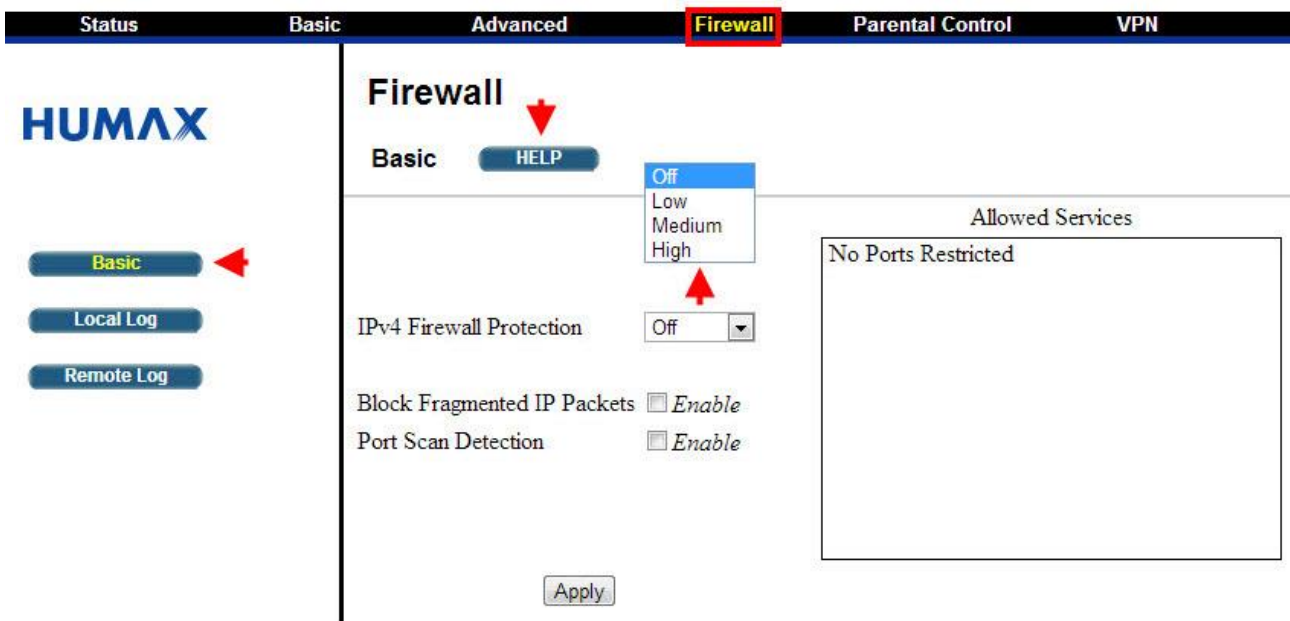 Status Basic Advanced Firewall Parental Control VPN
HUMAX
Firewall
Basic HELP
Off
Low
Medium
High
Allowed Services
No Ports Restricted
Basic
Local Log
Remote Log
IPv4 Firewall Protection Off
Block Fragmented IP Packets Enable
Port Scan Detection Enable
Apply